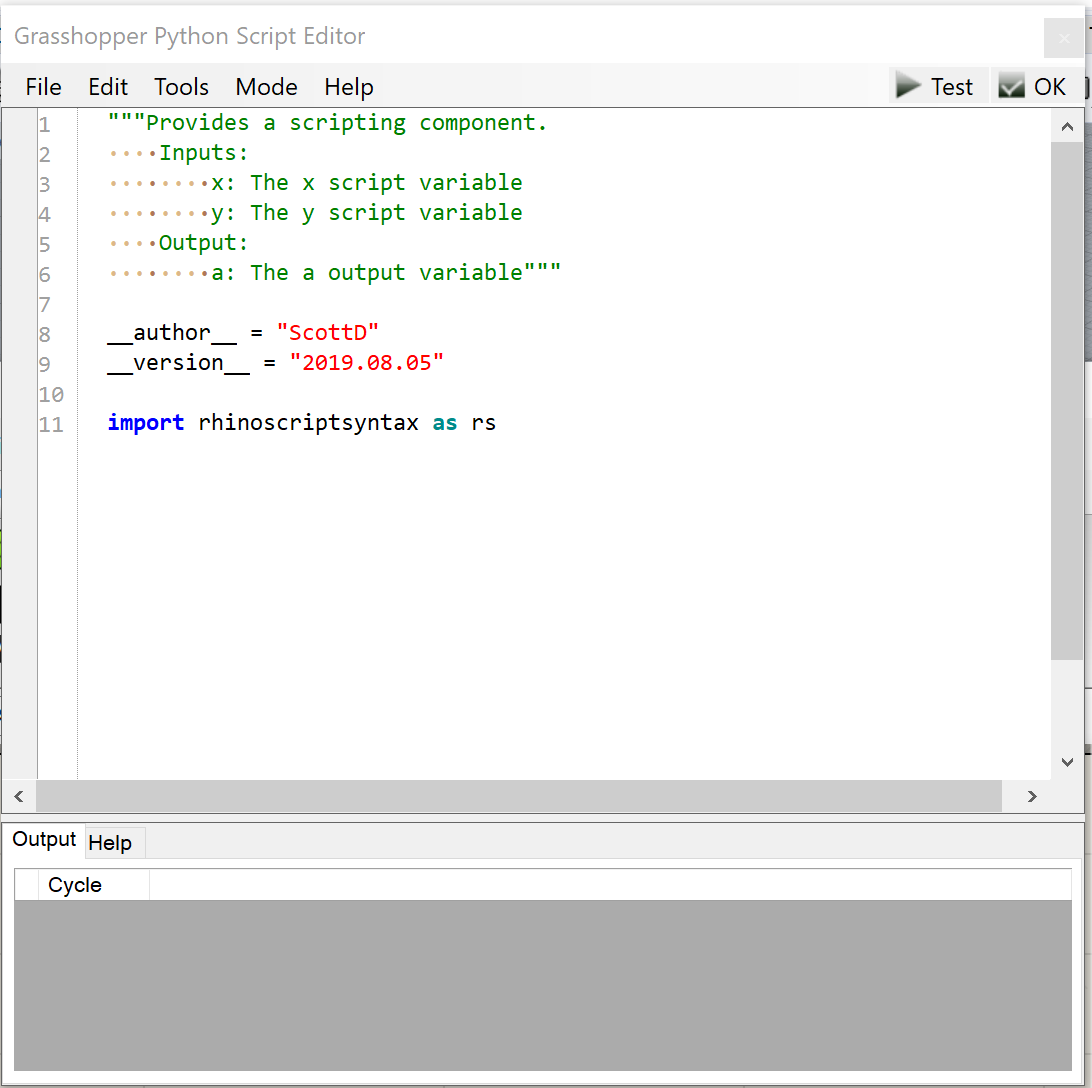 Grasshopper Python Script Editor
File Edit Tools Mode Help Test OK
1 """Provides a scripting component.
2 ····Inputs:
3 ········x: The x script variable
4 ········y: The y script variable
5 ····Output:
6 ········a: The a output variable"""
7
8 __author__ = "ScottD"
9 __version__ = "2019.08.05"
10
11 import rhinoscriptsyntax as rs
Output Help
Cycle